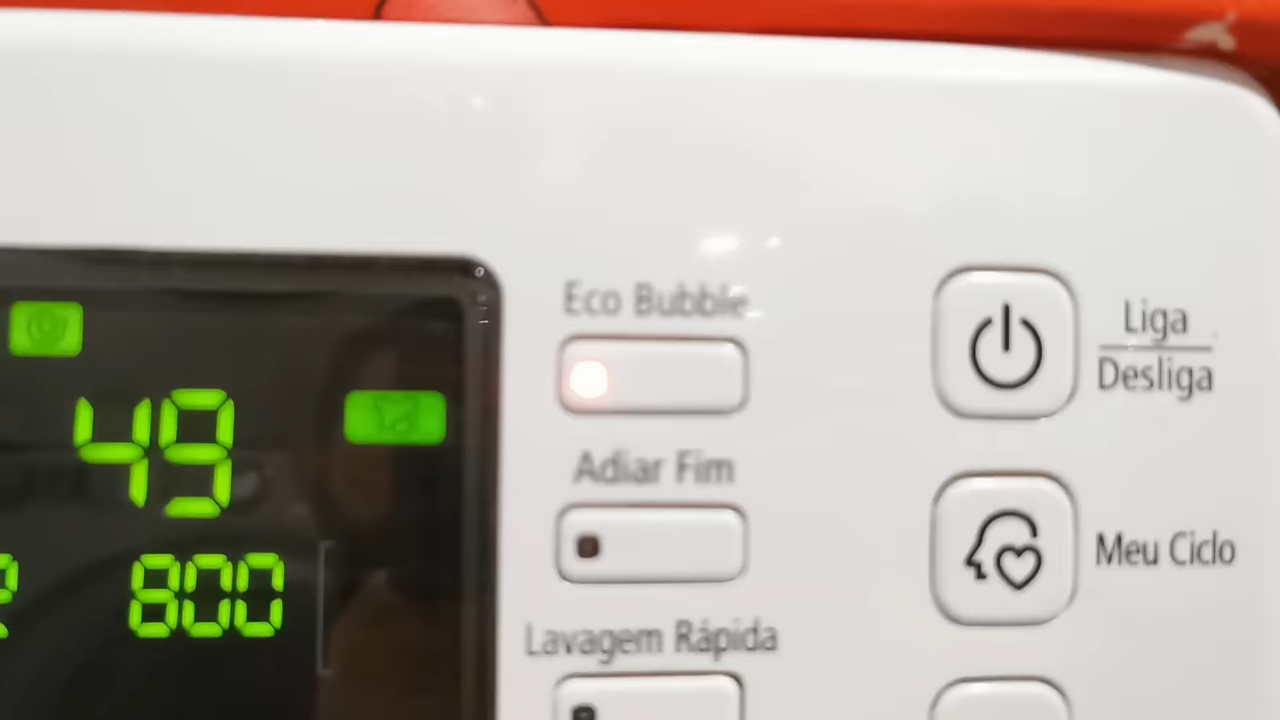 Eco Bubble
Liga
Desliga
49
Adiar Fim
Meu Ciclo
800
Lavagem Rápida